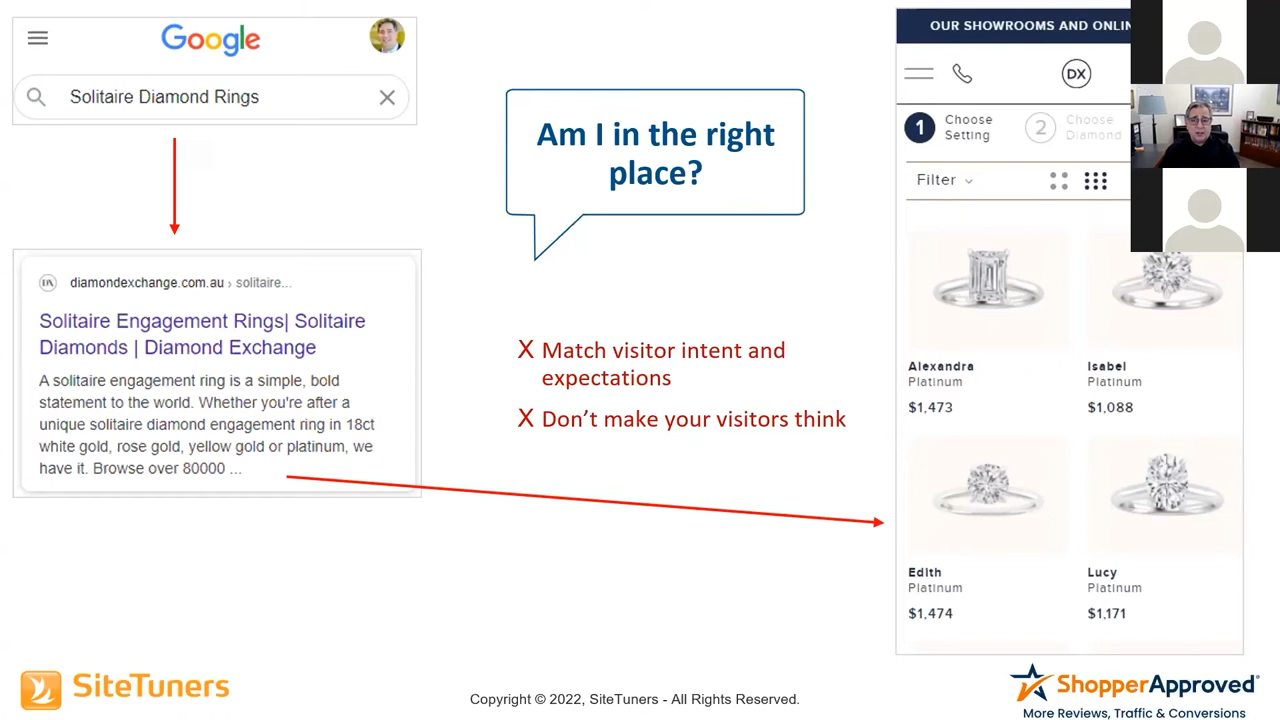 Google
Solitaire Diamond Rings
diamondexchange.com.au › solitaire...
Solitaire Engagement Rings| Solitaire
Diamonds | Diamond Exchange
A solitaire engagement ring is a simple, bold
statement to the world. Whether you're after a
unique solitaire diamond engagement ring in 18ct
white gold, rose gold, yellow gold or platinum, we
have it. Browse over 80000 ...
Am I in the right
place?
X Match visitor intent and
expectations
X Don't make your visitors think
OUR SHOWROOMS AND ONLIN
DX
1 Choose
Setting
2 Choose
Diamond
Filter
Alexandra
Platinum
$1,473
Isabel
Platinum
$1,088
Edith
Platinum
$1,474
Lucy
Platinum
$1,171
SiteTuners
Copyright © 2022, SiteTuners - All Rights Reserved.
ShopperApproved®
More Reviews, Traffic & Conversions